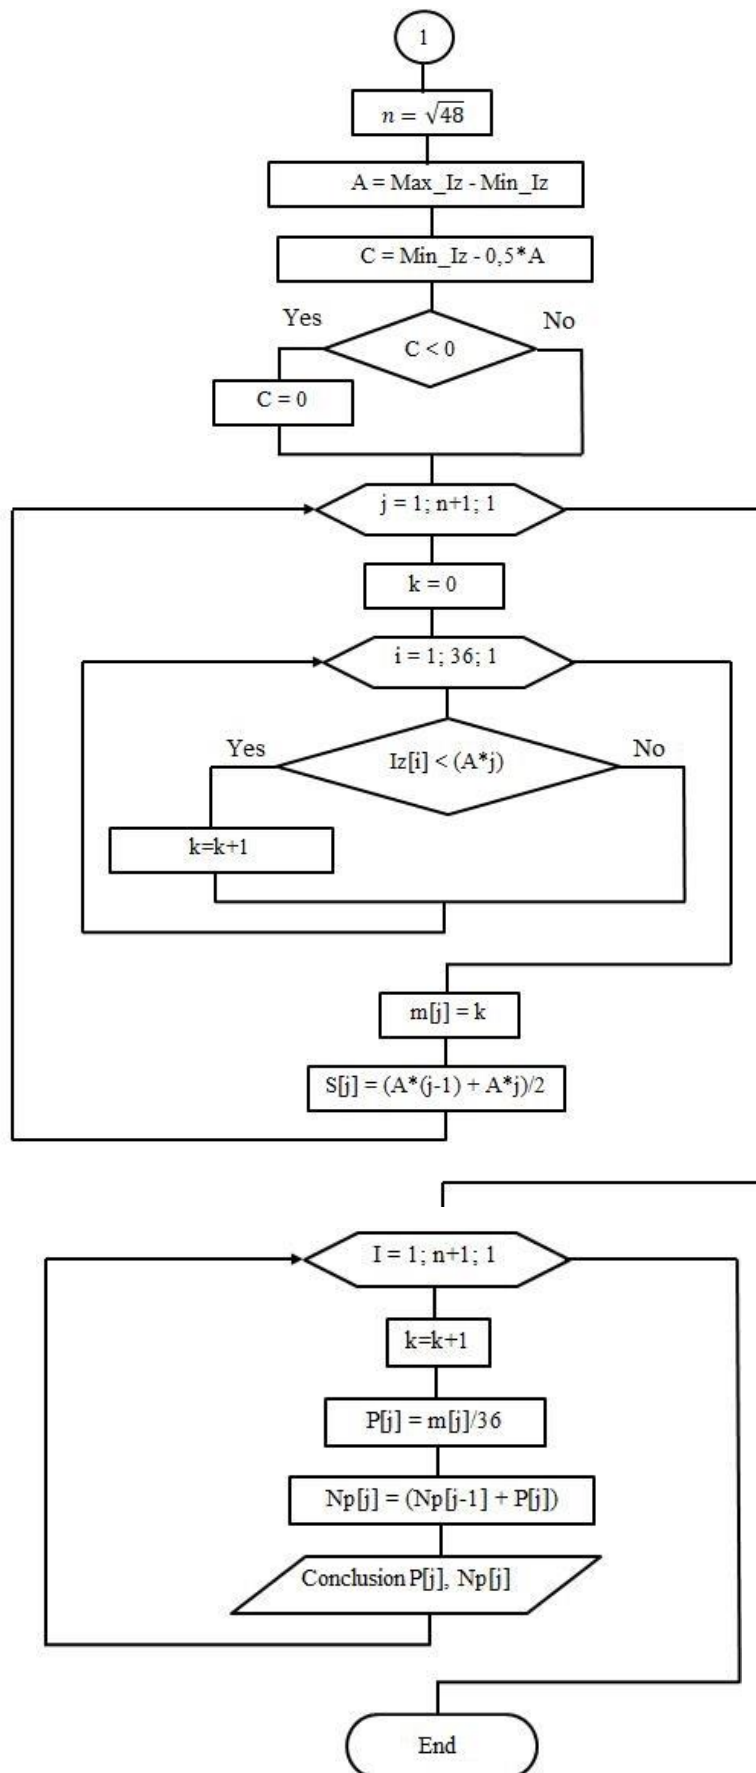 1
n = √48
A = Max_Iz - Min_Iz
C = Min_Iz - 0,5*A
Yes
No
C < 0
C = 0
j = 1; n+1; 1
k = 0
i = 1; 36; 1
Yes
No
Iz[i] < (A*j)
k=k+1
m[j] = k
S[j] = (A*(j-1) + A*j)/2
I = 1; n+1; 1
k=k+1
P[j] = m[j]/36
Np[j] = (Np[j-1] + P[j])
Conclusion P[j], Np[j]
End